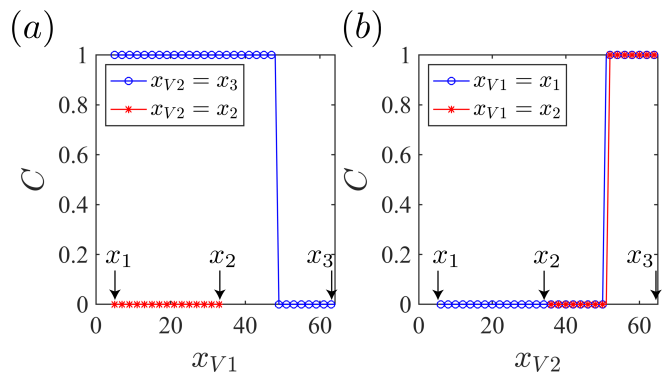 (a)
1
0.8
0.6
0.4
0.2
0
C
x_{V2} = x_3
x_{V2} = x_2
x_1
x_2
x_3
0
20
40
60
x_{V1}
(b)
1
0.8
0.6
0.4
0.2
0
C
x_{V1} = x_1
x_{V1} = x_2
x_1
x_2
x_3
0
20
40
60
x_{V2}